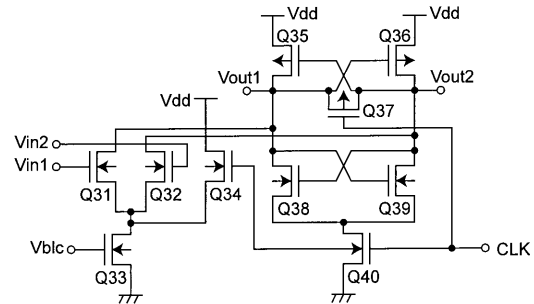 Vdd
Vdd
Q35
Q36
Vout1
Vout2
Vdd
Q37
Vin2
Vin1
Q31
Q32
Q34
Q38
Q39
Vblc
Q33
Q40
CLK